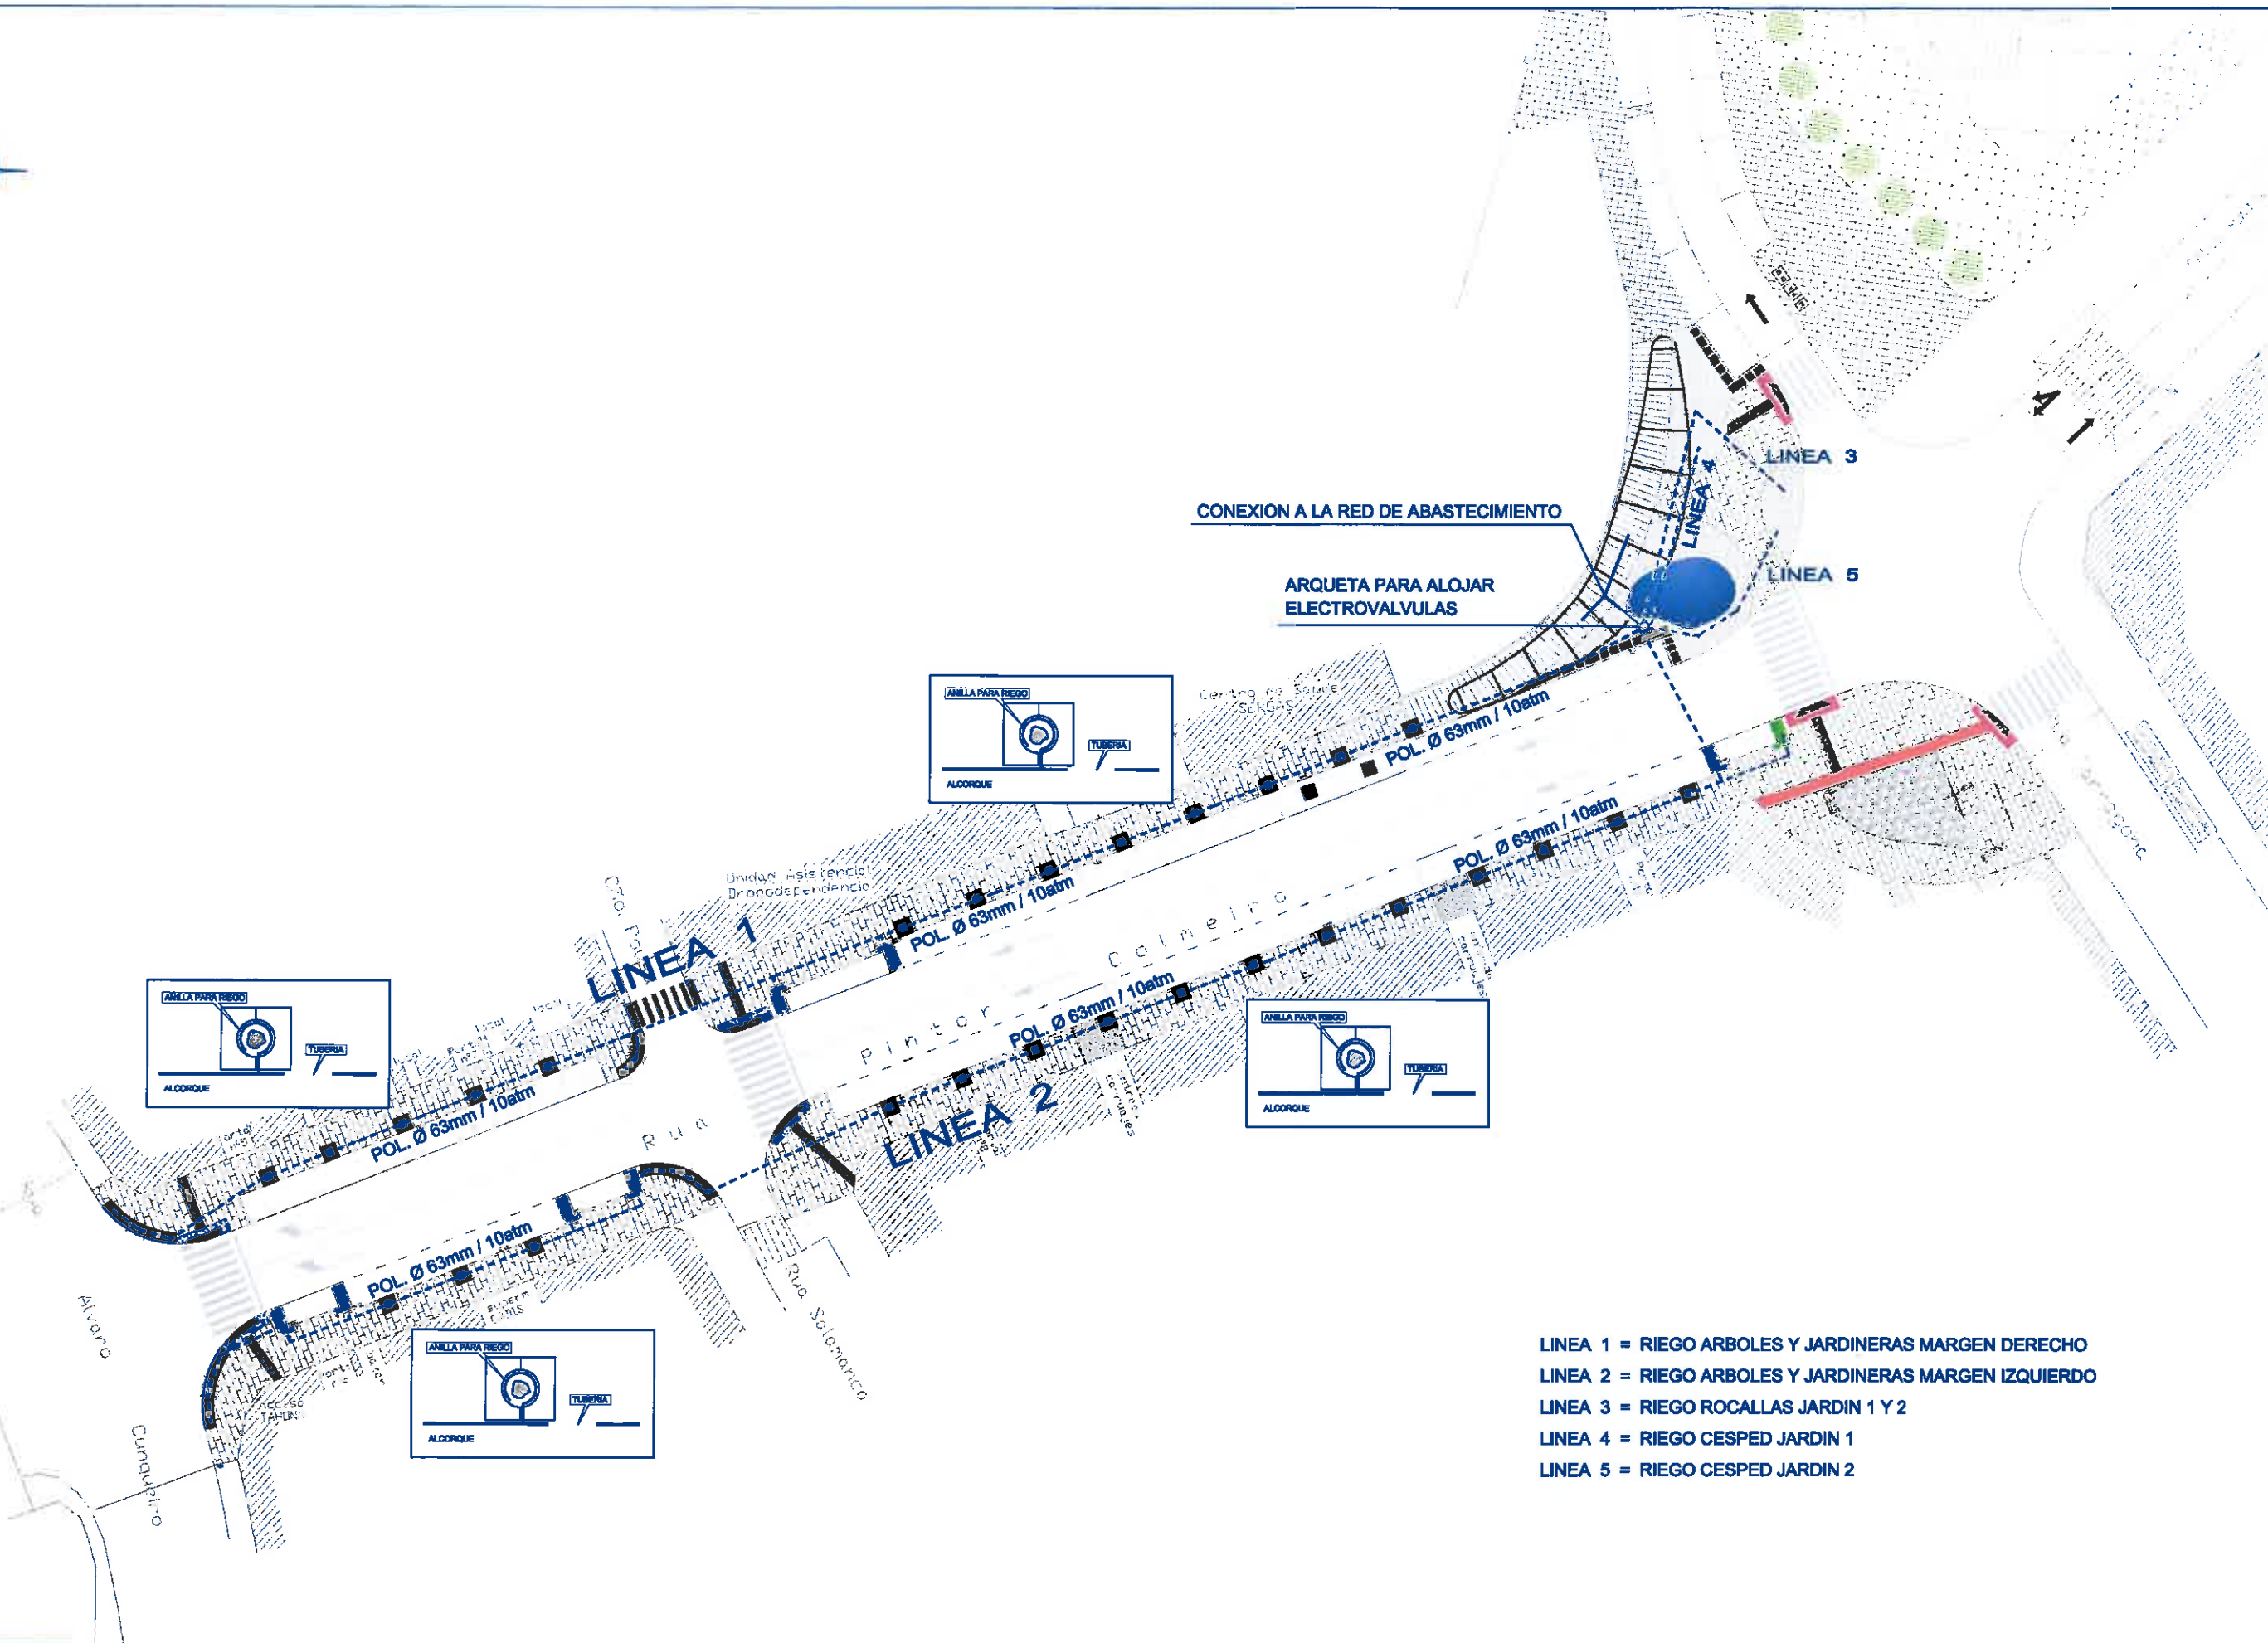 LINEA 3
LINEA 4
CONEXION A LA RED DE ABASTECIMIENTO
LINEA 5
ARQUETA PARA ALOJAR
ELECTROVALVULAS
ANILLA PARA RIEGO
TUBERIA
ALCORQUE
POL. Ø 63mm / 10atm
POL. Ø 63mm / 10atm
Unidad Asistencial
Drogodependencia
POL. Ø 63mm / 10atm
LINEA 1
Pintor Colmeiro
POL. Ø 63mm / 10atm
ANILLA PARA RIEGO
TUBERIA
ALCORQUE
ANILLA PARA RIEGO
TUBERIA
ALCORQUE
POL. Ø 63mm / 10atm
Rua
LINEA 2
POL. Ø 63mm / 10atm
Rua Salamanca
Alvaro
Cunqueiro
ANILLA PARA RIEGO
TUBERIA
ALCORQUE
LINEA 1 = RIEGO ARBOLES Y JARDINERAS MARGEN DERECHO
LINEA 2 = RIEGO ARBOLES Y JARDINERAS MARGEN IZQUIERDO
LINEA 3 = RIEGO ROCALLAS JARDIN 1 Y 2
LINEA 4 = RIEGO CESPED JARDIN 1
LINEA 5 = RIEGO CESPED JARDIN 2